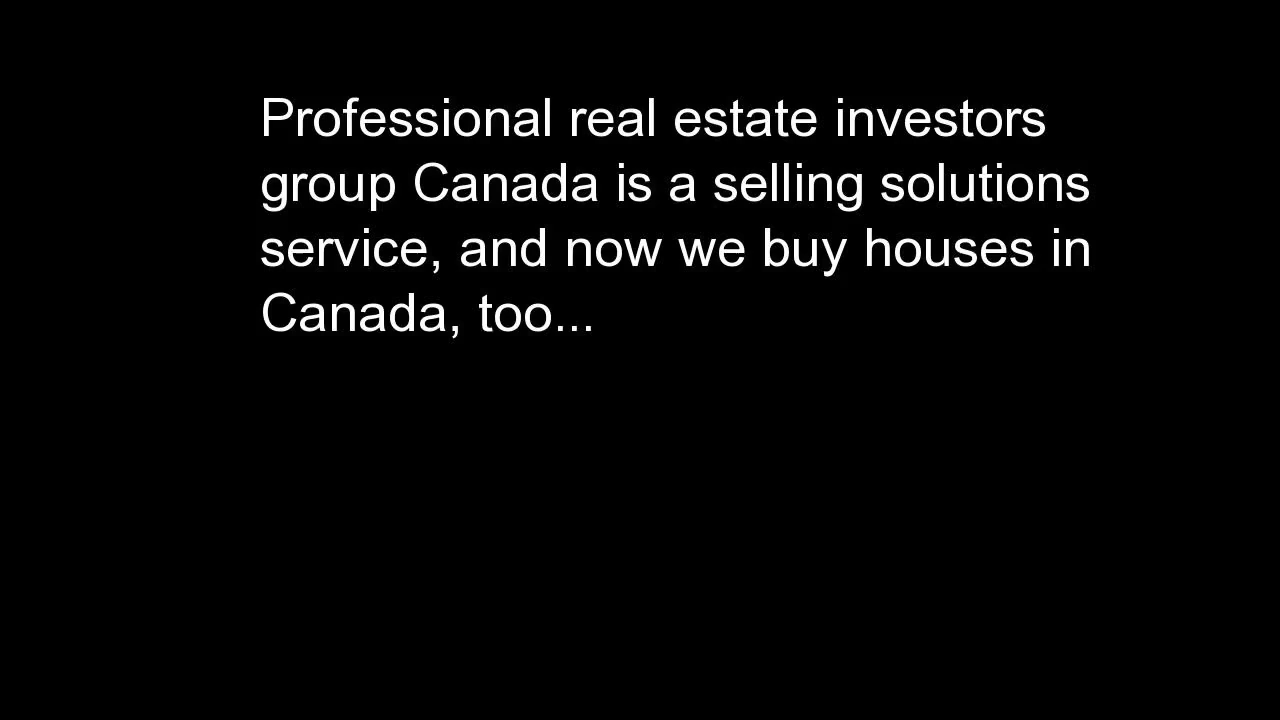 Professional real estate investors
group Canada is a selling solutions
service, and now we buy houses in
Canada, too...